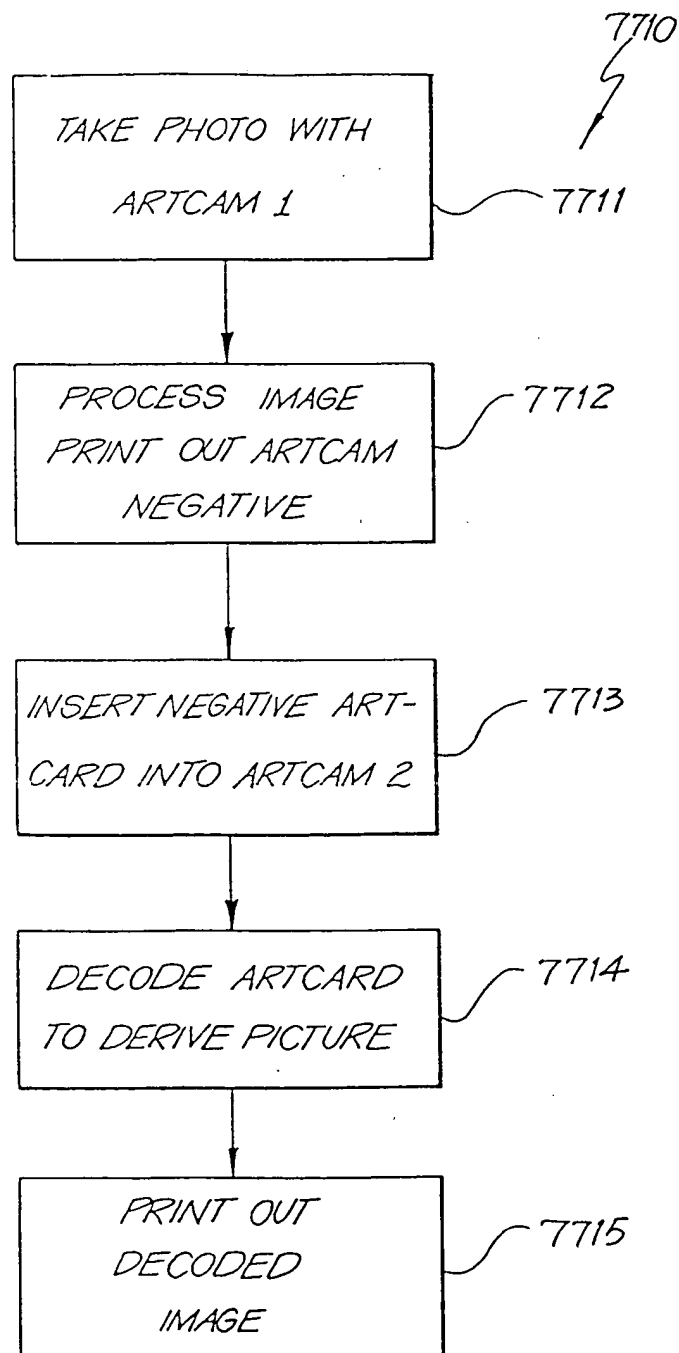 7710
TAKE PHOTO WITH
ARTCAM 1
7711
PROCESS IMAGE
PRINT OUT ARTCAM
NEGATIVE
7712
INSERT NEGATIVE ART-
CARD INTO ARTCAM 2
7713
DECODE ARTCARD
TO DERIVE PICTURE
7714
PRINT OUT
DECODED
IMAGE
7715